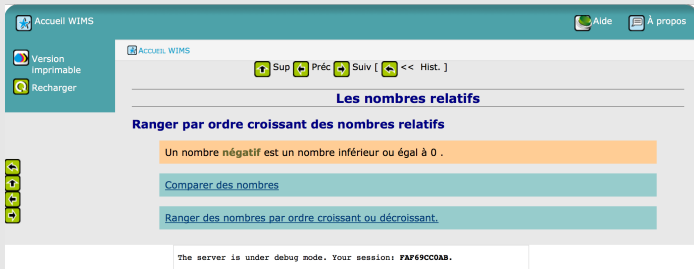 Accueil WIMS
Aide
À propos
Version
imprimable
Recharger
ACCUEIL WIMS
Sup Préc Suiv [ << Hist. ]
Les nombres relatifs
Ranger par ordre croissant des nombres relatifs
Un nombre négatif est un nombre inférieur ou égal à 0 .
Comparer des nombres
Ranger des nombres par ordre croissant ou décroissant.
The server is under debug mode. Your session: FAF69CC0AB.